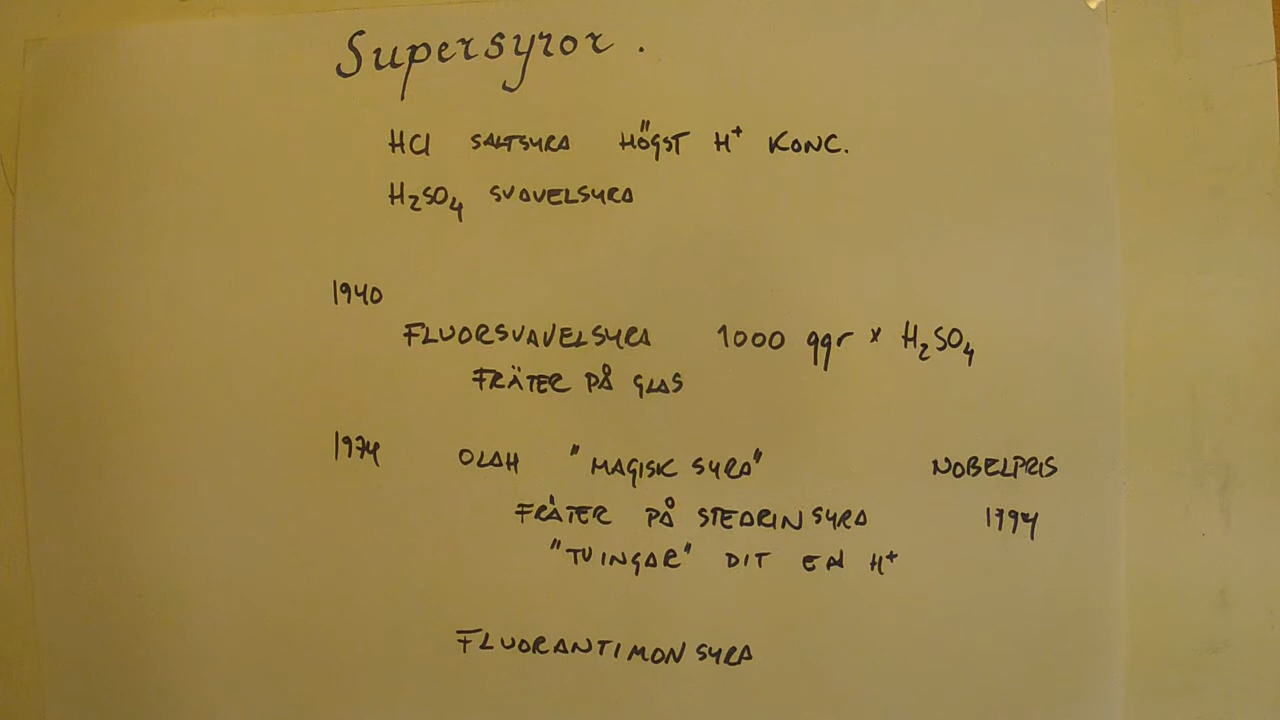 Supersyror.
HCl SALTSYRA HÖGST H⁺ KONC.
H₂SO₄ SVAVELSYRA
1940
FLUORSVAVELSYRA 1000 ggr × H₂SO₄
FRÄTER PÅ GLAS
1974 OLAH "MAGISK SYRA" NOBELPRIS
FRÄTER PÅ STEARINSYRA 1994
"TVINGAR" DIT EN H⁺
FLUORANTIMONSYRA